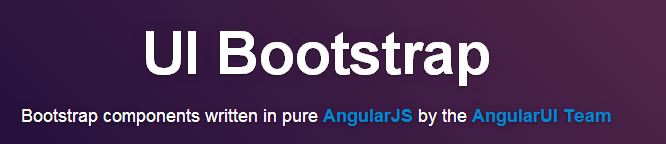 UI Bootstrap
Bootstrap components written in pure AngularJS by the AngularUI Team